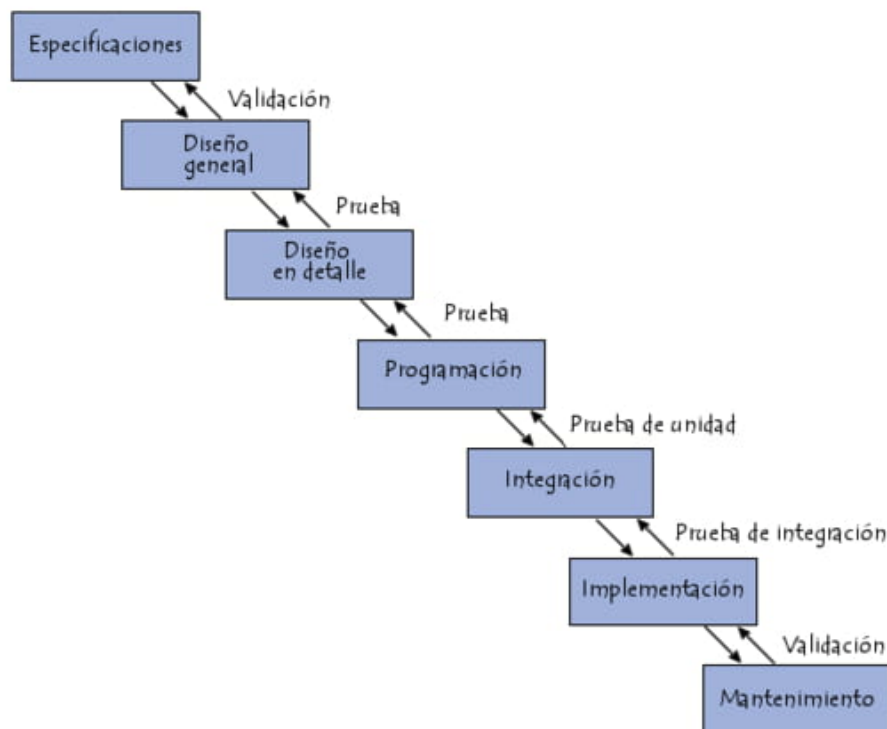 Especificaciones
Validación
Diseño
general
Prueba
Diseño
en detalle
Prueba
Programación
Prueba de unidad
Integración
Prueba de integración
Implementación
Validación
Mantenimiento